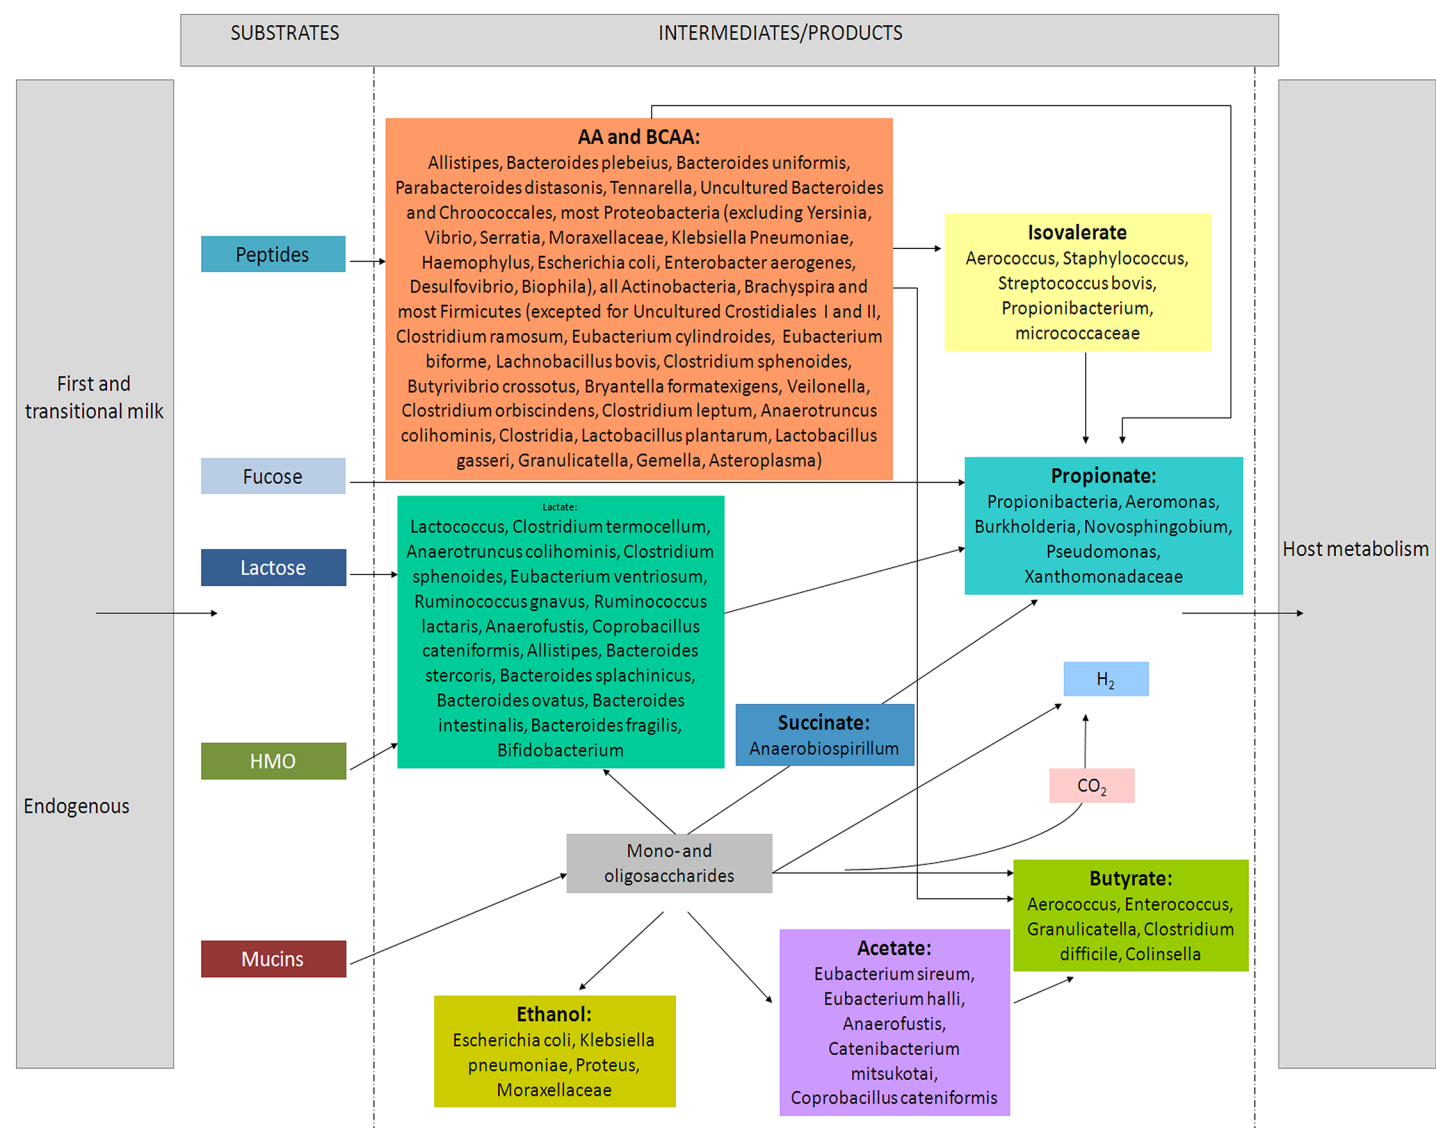 SUBSTRATES
INTERMEDIATES/PRODUCTS
First and
transitional milk
Endogenous
Peptides
Fucose
Lactose
HMO
Mucins
AA and BCAA:
Allistipes, Bacteroides plebeius, Bacteroides uniformis,
Parabacteroides distasonis, Tennarella, Uncultured Bacteroides
and Chroococcales, most Proteobacteria (excluding Yersinia,
Vibrio, Serratia, Moraxellaceae, Klebsiella Pneumoniae,
Haemophylus, Escherichia coli, Enterobacter aerogenes,
Desulfovibrio, Biophila), all Actinobacteria, Brachyspira and
most Firmicutes (excepted for Uncultured Crostidiales I and II,
Clostridium ramosum, Eubacterium cylindroides, Eubacterium
biforme, Lachnobacillus bovis, Clostridium sphenoides,
Butyrivibrio crossotus, Bryantella formatexigens, Veilonella,
Clostridium orbiscindens, Clostridium leptum, Anaerotruncus
colihominis, Clostridia, Lactobacillus plantarum, Lactobacillus
gasseri, Granulicatella, Gemella, Asteroplasma)
Lactate:
Lactococcus, Clostridium termocellum,
Anaerotruncus colihominis, Clostridium
sphenoides, Eubacterium ventriosum,
Ruminococcus gnavus, Ruminococcus
lactaris, Anaerofustis, Coprobacillus
cateniformis, Allistipes, Bacteroides
stercoris, Bacteroides splachinicus,
Bacteroides ovatus, Bacteroides
intestinalis, Bacteroides fragilis,
Bifidobacterium
Isovalerate
Aerococcus, Staphylococcus,
Streptococcus bovis,
Propionibacterium,
micrococcaceae
Propionate:
Propionibacteria, Aeromonas,
Burkholderia, Novosphingobium,
Pseudomonas,
Xanthomonadaceae
H2
Succinate:
Anaerobiospirillum
CO2
Mono- and
oligosaccharides
Butyrate:
Aerococcus, Enterococcus,
Granulicatella, Clostridium
difficile, Colinsella
Acetate:
Eubacterium sireum,
Eubacterium halli,
Anaerofustis,
Catenibacterium
mitsukotai,
Coprobacillus cateniformis
Ethanol:
Escherichia coli, Klebsiella
pneumoniae, Proteus,
Moraxellaceae
Host metabolism